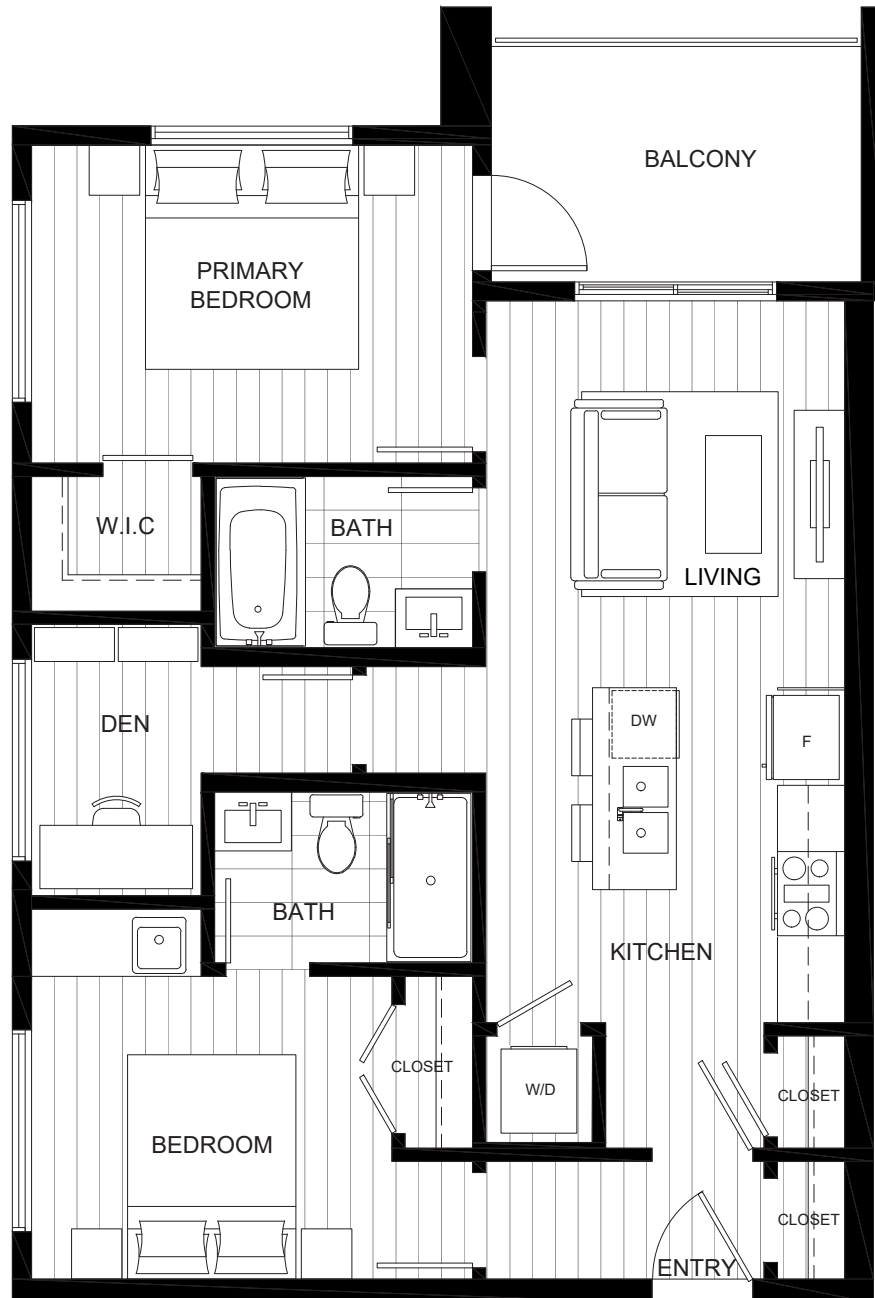 BALCONY
PRIMARY
BEDROOM
W.I.C
BATH
LIVING
DEN
DW
F
BATH
KITCHEN
CLOSET
W/D
CLOSET
BEDROOM
CLOSET
ENTRY